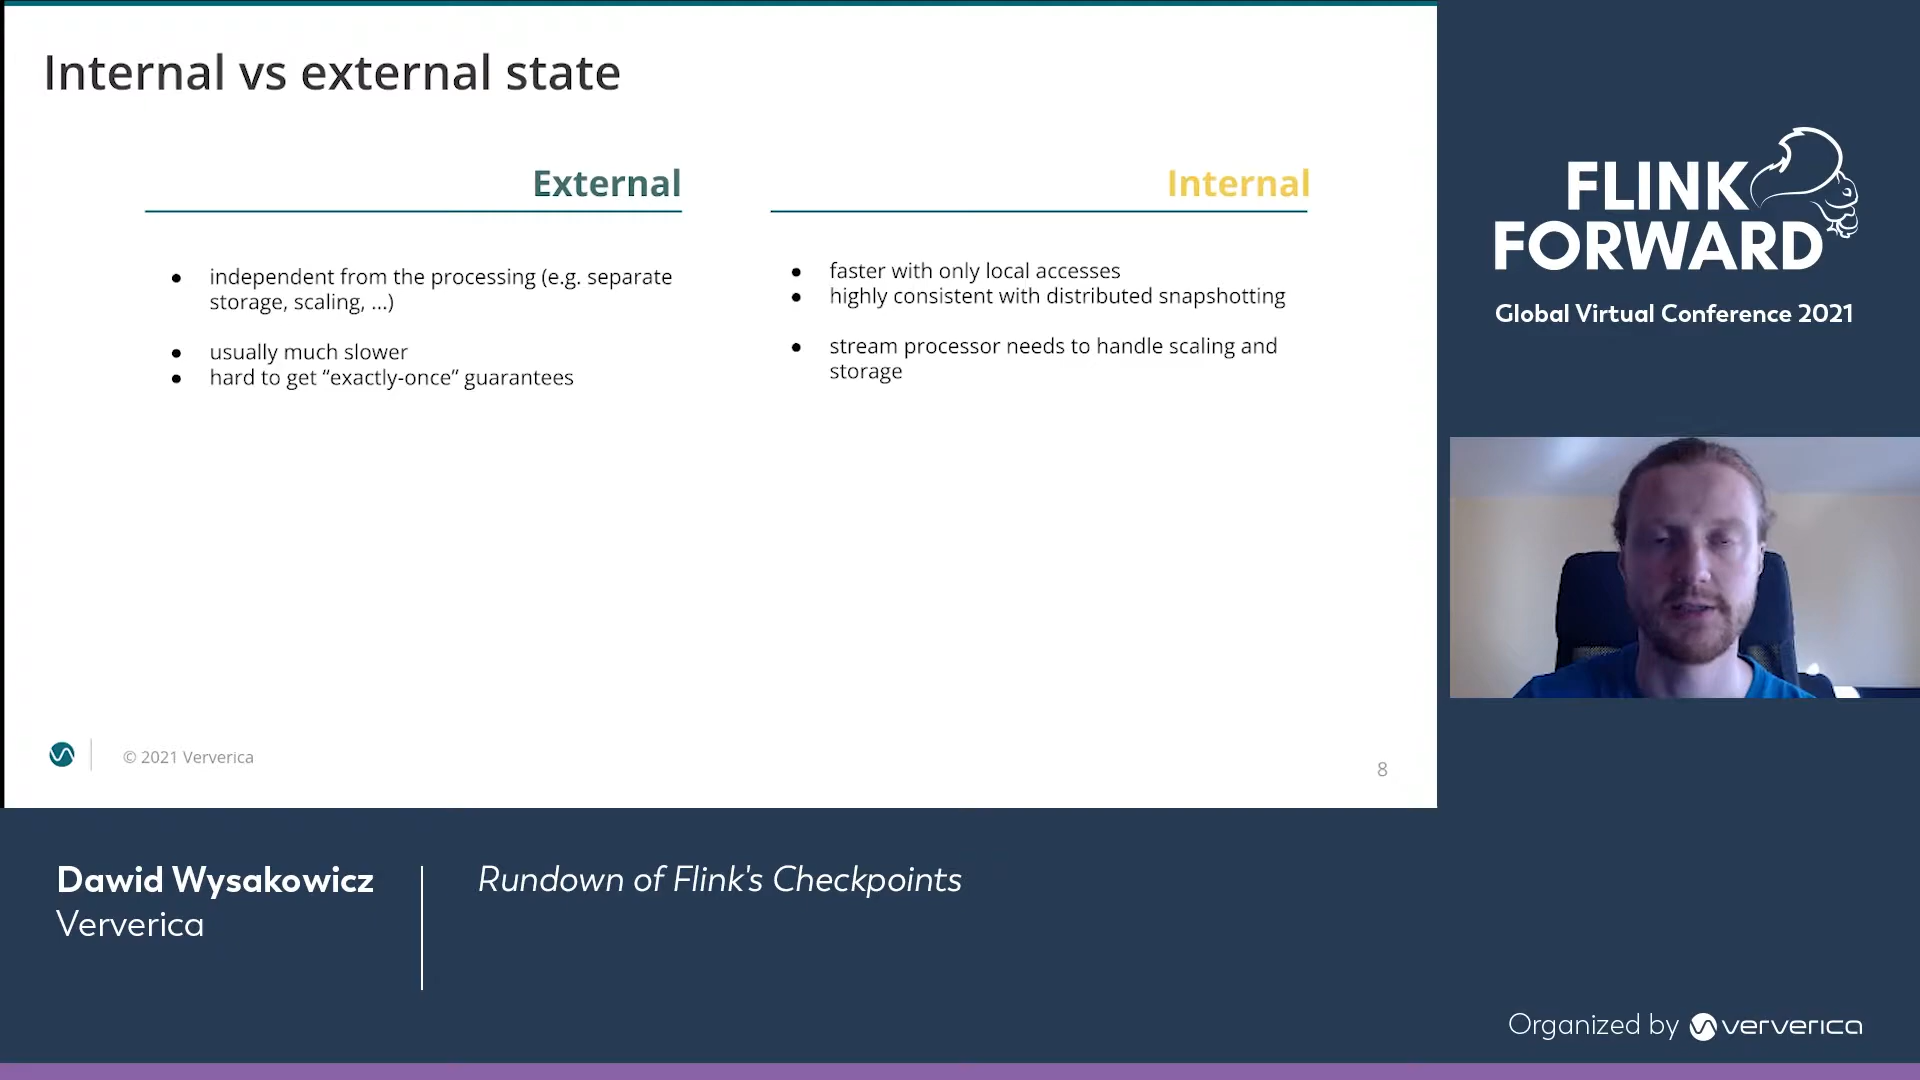 Internal vs external state
External
● independent from the processing (e.g. separate
storage, scaling, ...)
● usually much slower
● hard to get “exactly-once” guarantees
Internal
● faster with only local accesses
● highly consistent with distributed snapshotting
● stream processor needs to handle scaling and
storage
© 2021 Ververica
8
FLINK
FORWARD
Global Virtual Conference 2021
Dawid Wysakowicz
Ververica
Rundown of Flink's Checkpoints
Organized by ververica